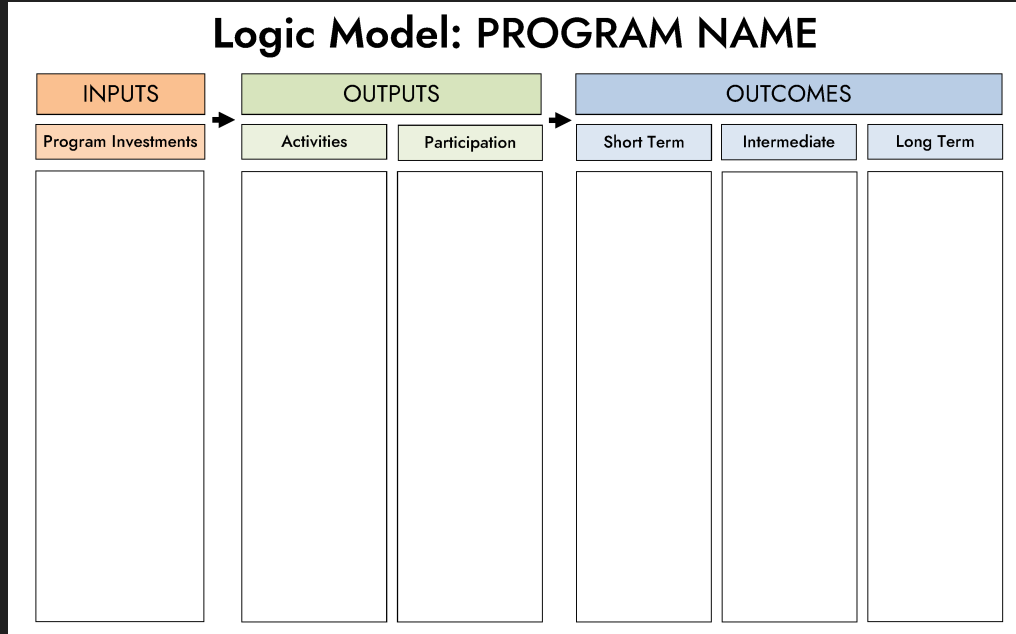 Logic Model: PROGRAM NAME
INPUTS
OUTPUTS
OUTCOMES
Program Investments
Activities
Participation
Short Term
Intermediate
Long Term